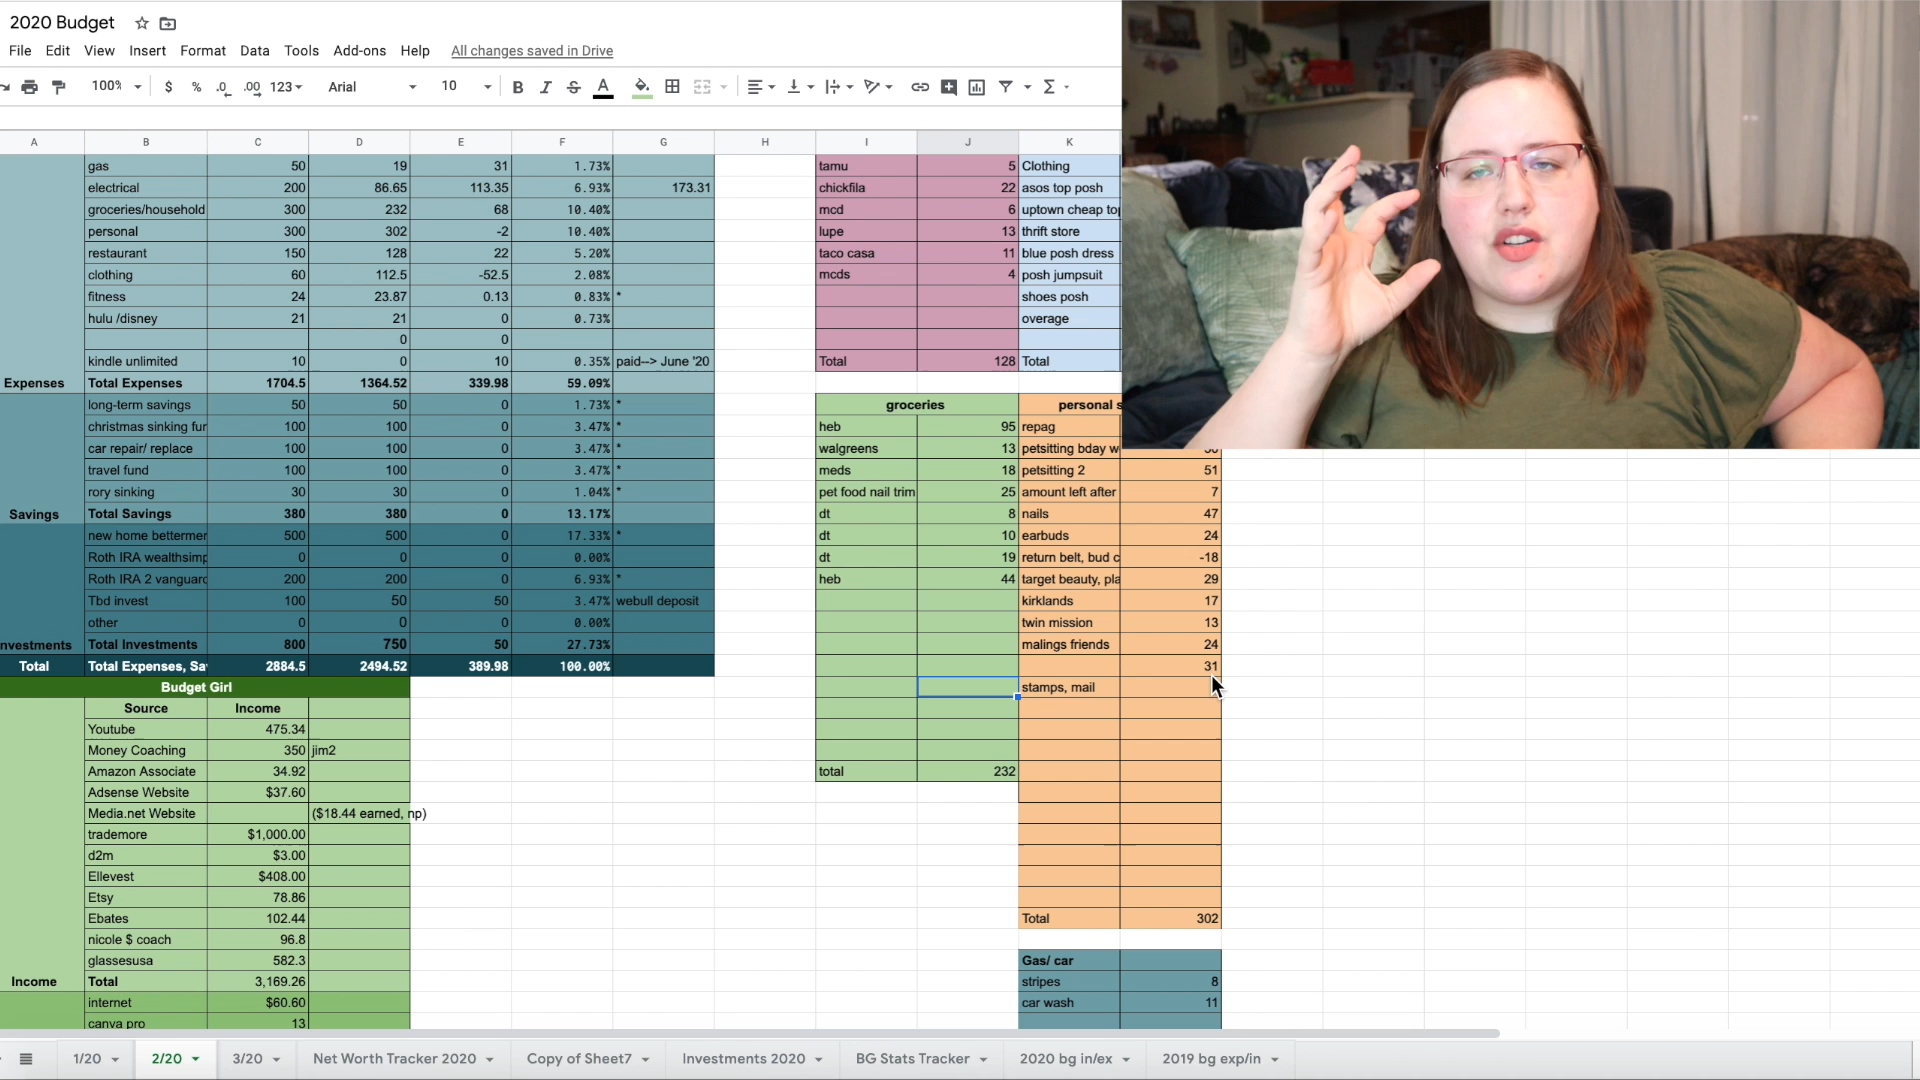 2020 Budget
File Edit View Insert Format Data Tools Add-ons Help All changes saved in Drive
100% $ % .0 .00 123 Arial 10 B I S A
A B C D E F G H I J K
gas 50 19 31 1.73% tamu 5 Clothing
electrical 200 86.65 113.35 6.93% 173.31 chickfila 22 asos top posh
groceries/household 300 232 68 10.40% mcd 6 uptown cheap top
personal 300 302 -2 10.40% lupe 13 thrift store
restaurant 150 128 22 5.20% taco casa 11 blue posh dress
clothing 60 112.5 -52.5 2.08% mcds 4 posh jumpsuit
fitness 24 23.87 0.13 0.83% * shoes posh
hulu /disney 21 21 0 0.73% overage
0 0
kindle unlimited 10 0 10 0.35% paid--> June '20 Total 128 Total
Expenses Total Expenses 1704.5 1364.52 339.98 59.09%
long-term savings 50 50 0 1.73% * groceries personal s
christmas sinking fur 100 100 0 3.47% * heb 95 repag
car repair/ replace 100 100 0 3.47% * walgreens 13 petsitting bday w
travel fund 100 100 0 3.47% * meds 18 petsitting 2 51
rory sinking 30 30 0 1.04% * pet food nail trim 25 amount left after 7
Savings Total Savings 380 380 0 13.17% dt 8 nails 47
new home bettermer 500 500 0 17.33% * dt 10 earbuds 24
Roth IRA wealthsimp 0 0 0 0.00% dt 19 return belt, bud c -18
Roth IRA 2 vanguard 200 200 0 6.93% * heb 44 target beauty, pla 29
Tbd invest 100 50 50 3.47% webull deposit kirklands 17
other 0 0 0 0.00% twin mission 13
nvestments Total Investments 800 750 50 27.73% malings friends 24
Total Total Expenses, Sa 2884.5 2494.52 389.98 100.00% 31
Budget Girl stamps, mail
Source Income
Youtube 475.34
Money Coaching 350 jim2
Amazon Associate 34.92 total 232
Adsense Website $37.60
Media.net Website ($18.44 earned, np)
trademore $1,000.00
d2m $3.00
Ellevest $408.00
Etsy 78.86
Ebates 102.44 Total 302
nicole $ coach 96.8
glassesusa 582.3 Gas/ car
Income Total 3,169.26 stripes 8
internet $60.60 car wash 11
canva pro 13
1/20 2/20 3/20 Net Worth Tracker 2020 Copy of Sheet7 Investments 2020 BG Stats Tracker 2020 bg in/ex 2019 bg exp/in